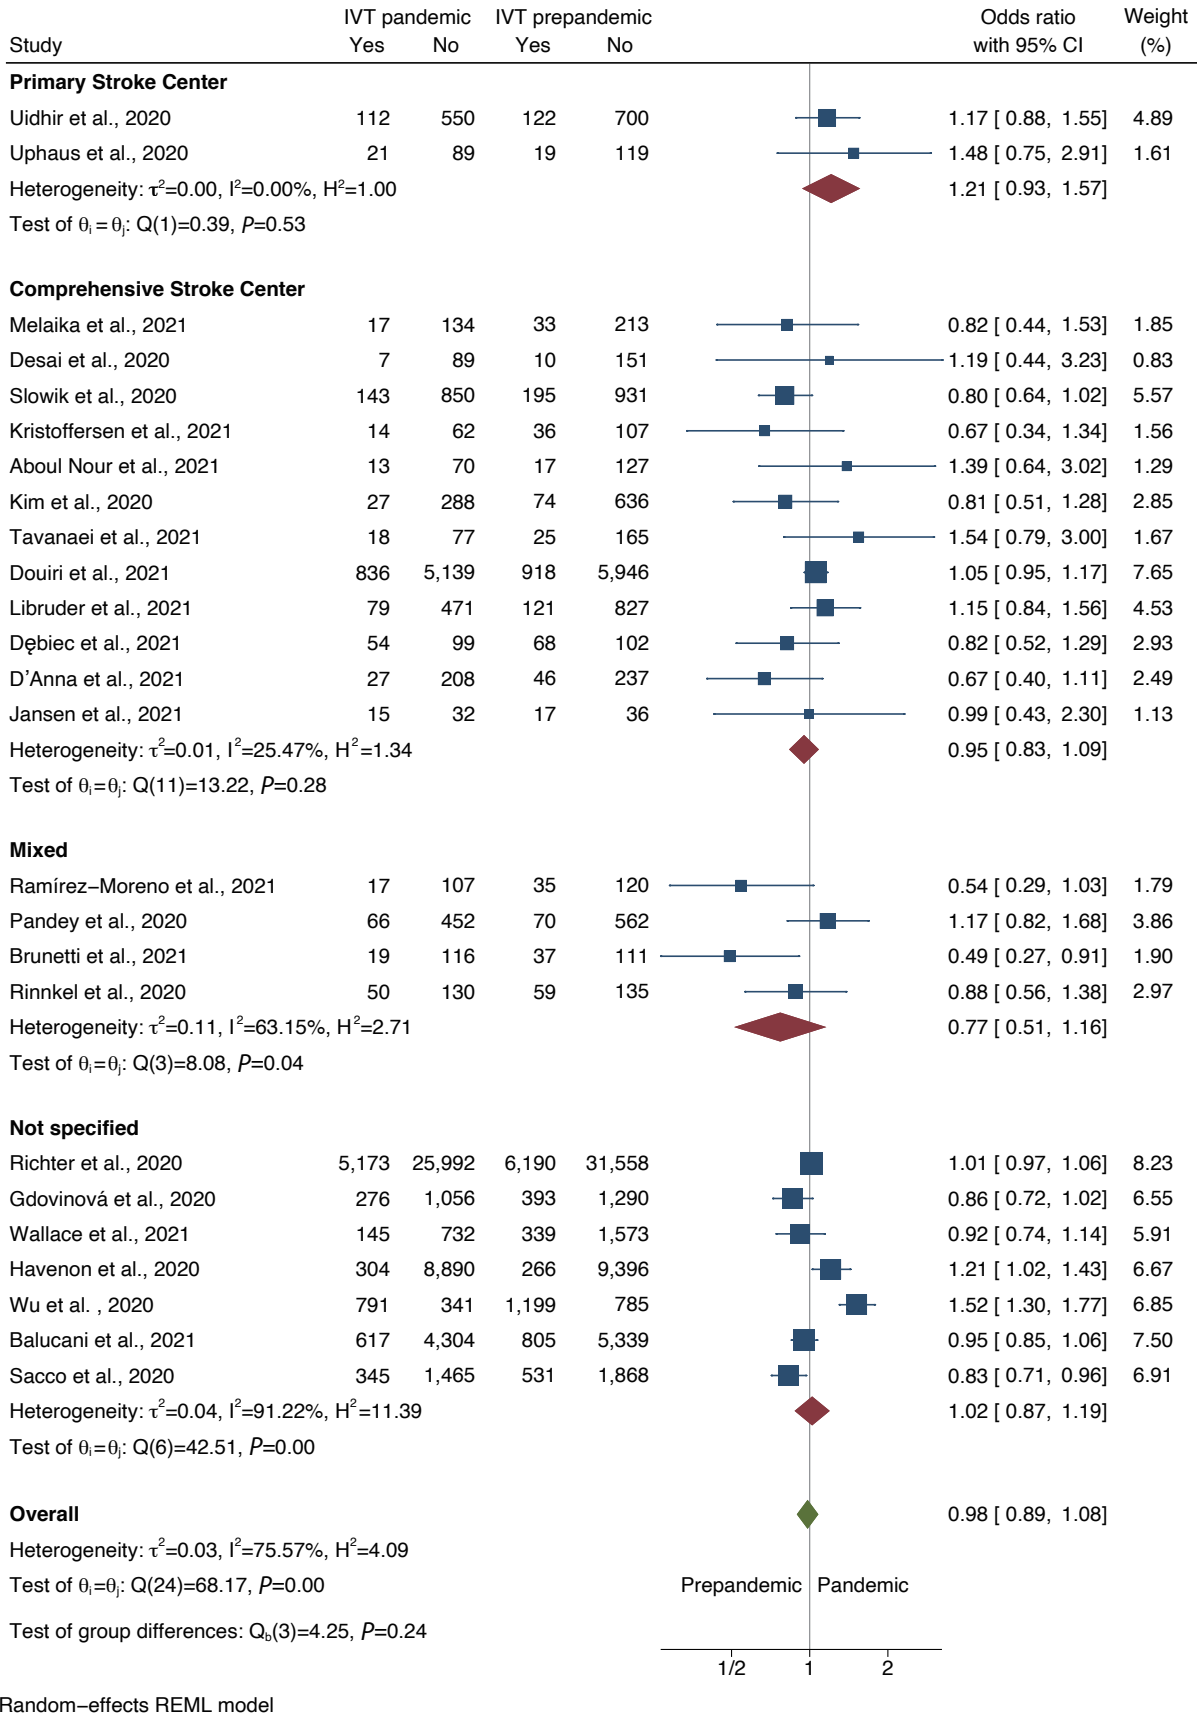 IVT pandemic IVT prepandemic Odds ratio Weight
Study Yes No Yes No with 95% CI (%)
Primary Stroke Center
Uidhir et al., 2020 112 550 122 700 1.17 [ 0.88, 1.55] 4.89
Uphaus et al., 2020 21 89 19 119 1.48 [ 0.75, 2.91] 1.61
Heterogeneity: τ²=0.00, I²=0.00%, H²=1.00 1.21 [ 0.93, 1.57]
Test of θᵢ = θⱼ: Q(1)=0.39, P=0.53
Comprehensive Stroke Center
Melaika et al., 2021 17 134 33 213 0.82 [ 0.44, 1.53] 1.85
Desai et al., 2020 7 89 10 151 1.19 [ 0.44, 3.23] 0.83
Slowik et al., 2020 143 850 195 931 0.80 [ 0.64, 1.02] 5.57
Kristoffersen et al., 2021 14 62 36 107 0.67 [ 0.34, 1.34] 1.56
Aboul Nour et al., 2021 13 70 17 127 1.39 [ 0.64, 3.02] 1.29
Kim et al., 2020 27 288 74 636 0.81 [ 0.51, 1.28] 2.85
Tavanaei et al., 2021 18 77 25 165 1.54 [ 0.79, 3.00] 1.67
Douiri et al., 2021 836 5,139 918 5,946 1.05 [ 0.95, 1.17] 7.65
Libruder et al., 2021 79 471 121 827 1.15 [ 0.84, 1.56] 4.53
Dębiec et al., 2021 54 99 68 102 0.82 [ 0.52, 1.29] 2.93
D’Anna et al., 2021 27 208 46 237 0.67 [ 0.40, 1.11] 2.49
Jansen et al., 2021 15 32 17 36 0.99 [ 0.43, 2.30] 1.13
Heterogeneity: τ²=0.01, I²=25.47%, H²=1.34 0.95 [ 0.83, 1.09]
Test of θᵢ=θⱼ: Q(11)=13.22, P=0.28
Mixed
Ramírez–Moreno et al., 2021 17 107 35 120 0.54 [ 0.29, 1.03] 1.79
Pandey et al., 2020 66 452 70 562 1.17 [ 0.82, 1.68] 3.86
Brunetti et al., 2021 19 116 37 111 0.49 [ 0.27, 0.91] 1.90
Rinnkel et al., 2020 50 130 59 135 0.88 [ 0.56, 1.38] 2.97
Heterogeneity: τ²=0.11, I²=63.15%, H²=2.71 0.77 [ 0.51, 1.16]
Test of θᵢ=θⱼ: Q(3)=8.08, P=0.04
Not specified
Richter et al., 2020 5,173 25,992 6,190 31,558 1.01 [ 0.97, 1.06] 8.23
Gdovinová et al., 2020 276 1,056 393 1,290 0.86 [ 0.72, 1.02] 6.55
Wallace et al., 2021 145 732 339 1,573 0.92 [ 0.74, 1.14] 5.91
Havenon et al., 2020 304 8,890 266 9,396 1.21 [ 1.02, 1.43] 6.67
Wu et al. , 2020 791 341 1,199 785 1.52 [ 1.30, 1.77] 6.85
Balucani et al., 2021 617 4,304 805 5,339 0.95 [ 0.85, 1.06] 7.50
Sacco et al., 2020 345 1,465 531 1,868 0.83 [ 0.71, 0.96] 6.91
Heterogeneity: τ²=0.04, I²=91.22%, H²=11.39 1.02 [ 0.87, 1.19]
Test of θᵢ=θⱼ: Q(6)=42.51, P=0.00
Overall 0.98 [ 0.89, 1.08]
Heterogeneity: τ²=0.03, I²=75.57%, H²=4.09
Test of θᵢ=θⱼ: Q(24)=68.17, P=0.00 Prepandemic Pandemic
Test of group differences: Q_b(3)=4.25, P=0.24
1/2 1 2
Random–effects REML model